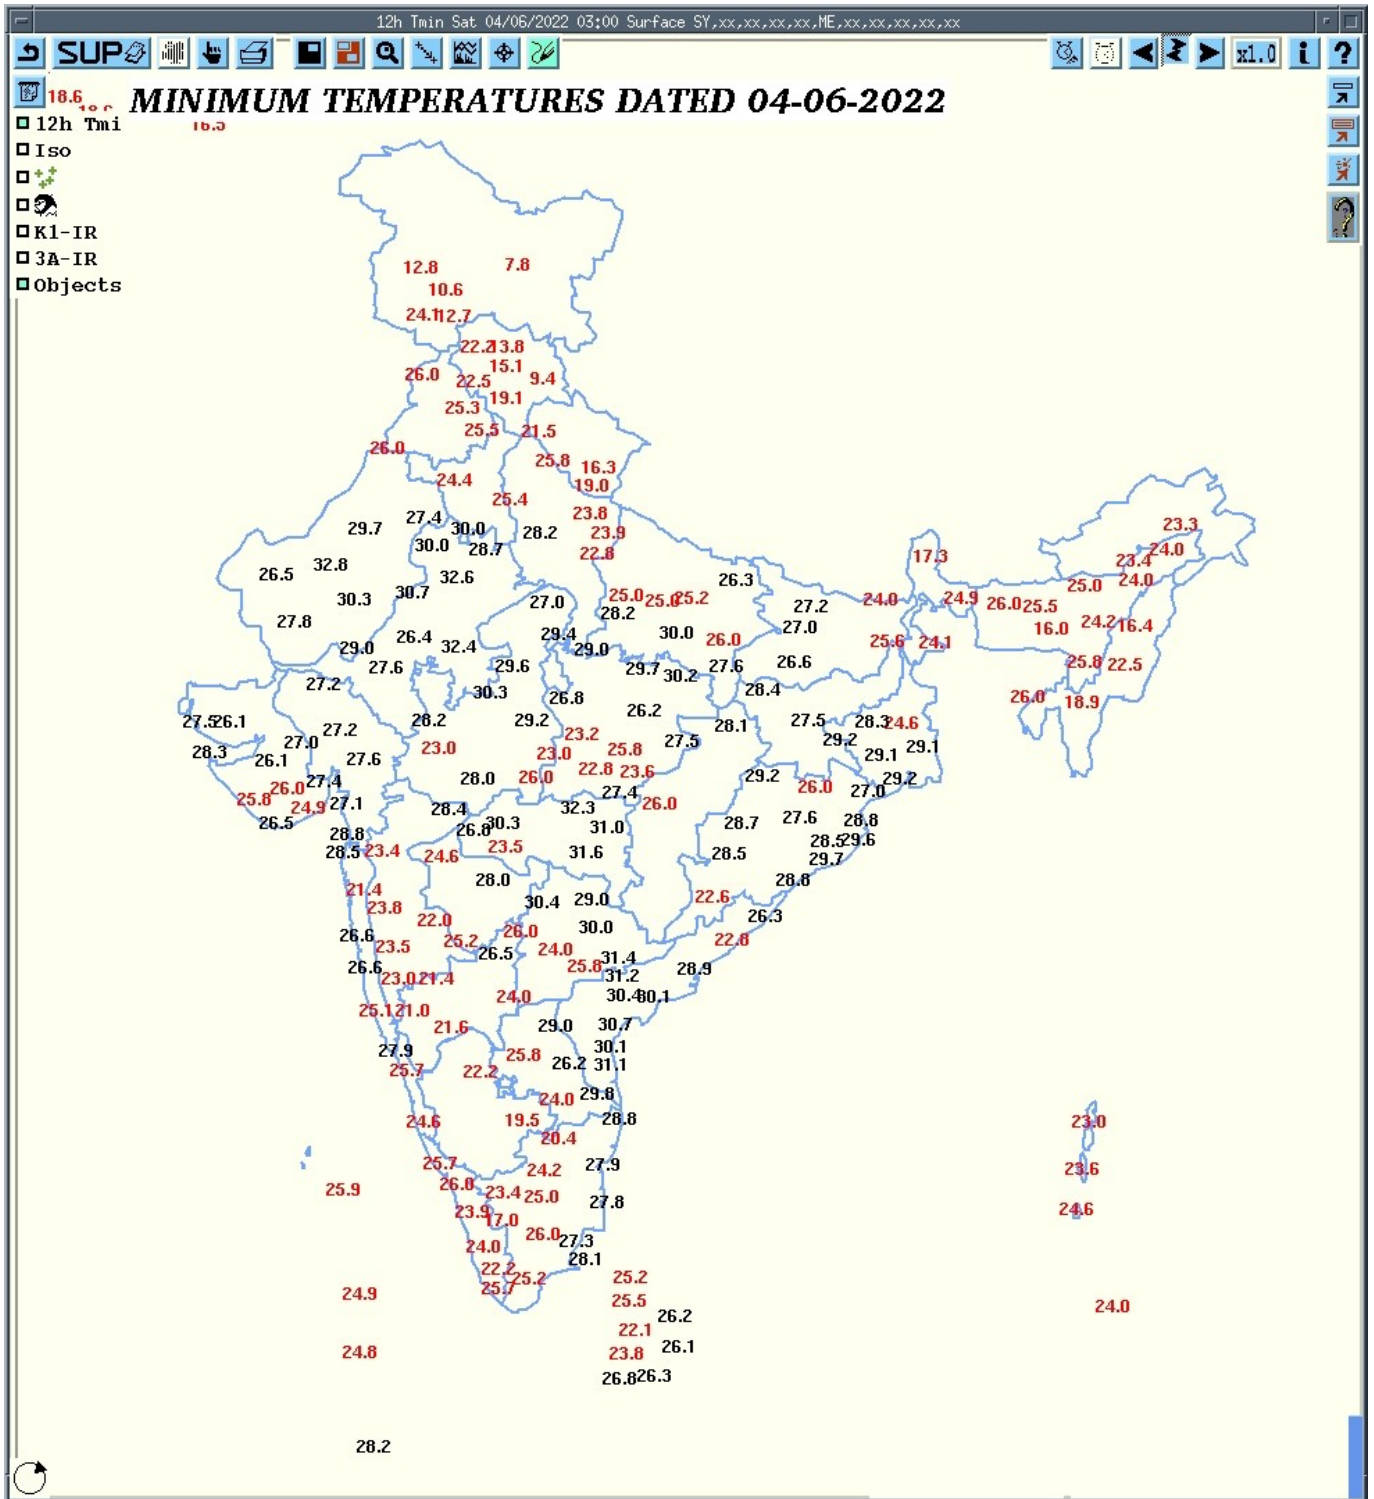 12h Tmin Sat 04/06/2022 03:00 Surface SY,xx,xx,xx,xx,ME,xx,xx,xx,xx,xx
SUP x1.0 i ?
18.6 MINIMUM TEMPERATURES DATED 04-06-2022
12h Tmi 16.5
Iso
K1-IR
3A-IR
Objects
12.8 7.8
10.6
24.1 12.7
22.2 13.8
15.1
26.0 22.5 9.4
19.1
25.3
25.5 21.5
26.0
25.8 16.3
24.4 19.0
25.4
29.7 27.4 30.0 28.2 23.8 23.9 23.3
30.0 28.7 22.8 17.3 23.4 24.0
26.5 32.8 32.6 26.3 25.0 24.0
30.3 30.7 27.0 25.0 25.0 25.2 27.2 24.0 24.9 26.0 25.5
27.8 28.2 27.0 16.0 24.2 16.4
29.0 26.4 32.4 29.4 29.0 30.0 26.0 25.6 24.1
27.6 29.6 29.7 30.2 27.6 26.6 25.8 22.5
27.2 30.3 26.8 28.4 26.0 18.9
27.5 26.1 28.2 29.2 26.2 28.1 27.5 28.3 24.6
27.2 23.2
28.3 27.0 23.0 23.0 25.8 27.5 29.2 29.1 29.1
26.1 27.6 22.8 23.6
26.0 27.4 28.0 26.0 27.4 29.2 26.0 27.0 29.2
25.8 24.9 27.1 28.4 32.3 26.0
26.5 28.8 26.8 30.3 31.0 28.7 27.6 28.8
28.5 23.4 24.6 23.5 31.6 28.5 28.5 29.6
29.7
21.4 28.0 28.8
23.8 30.4 29.0 22.6
22.0 26.3
26.6 23.5 25.2 26.0 30.0 22.8
26.5 24.0
26.6 25.8 31.4 28.9
23.0 21.4 31.2
24.0 30.4 30.1
25.1 21.0
21.6 29.0 30.7
27.9 25.8 30.1
25.7 22.2 26.2 31.1
24.0 29.8
24.6 19.5 28.8 23.0
20.4
25.7 24.2 27.9 23.6
25.9 26.0 23.4 25.0
23.9 17.0 27.8 24.6
24.0 26.0 27.3
28.1
22.2
25.7 25.2 25.2
24.9 25.5 24.0
26.2
22.1
24.8 23.8 26.1
26.8 26.3
28.2